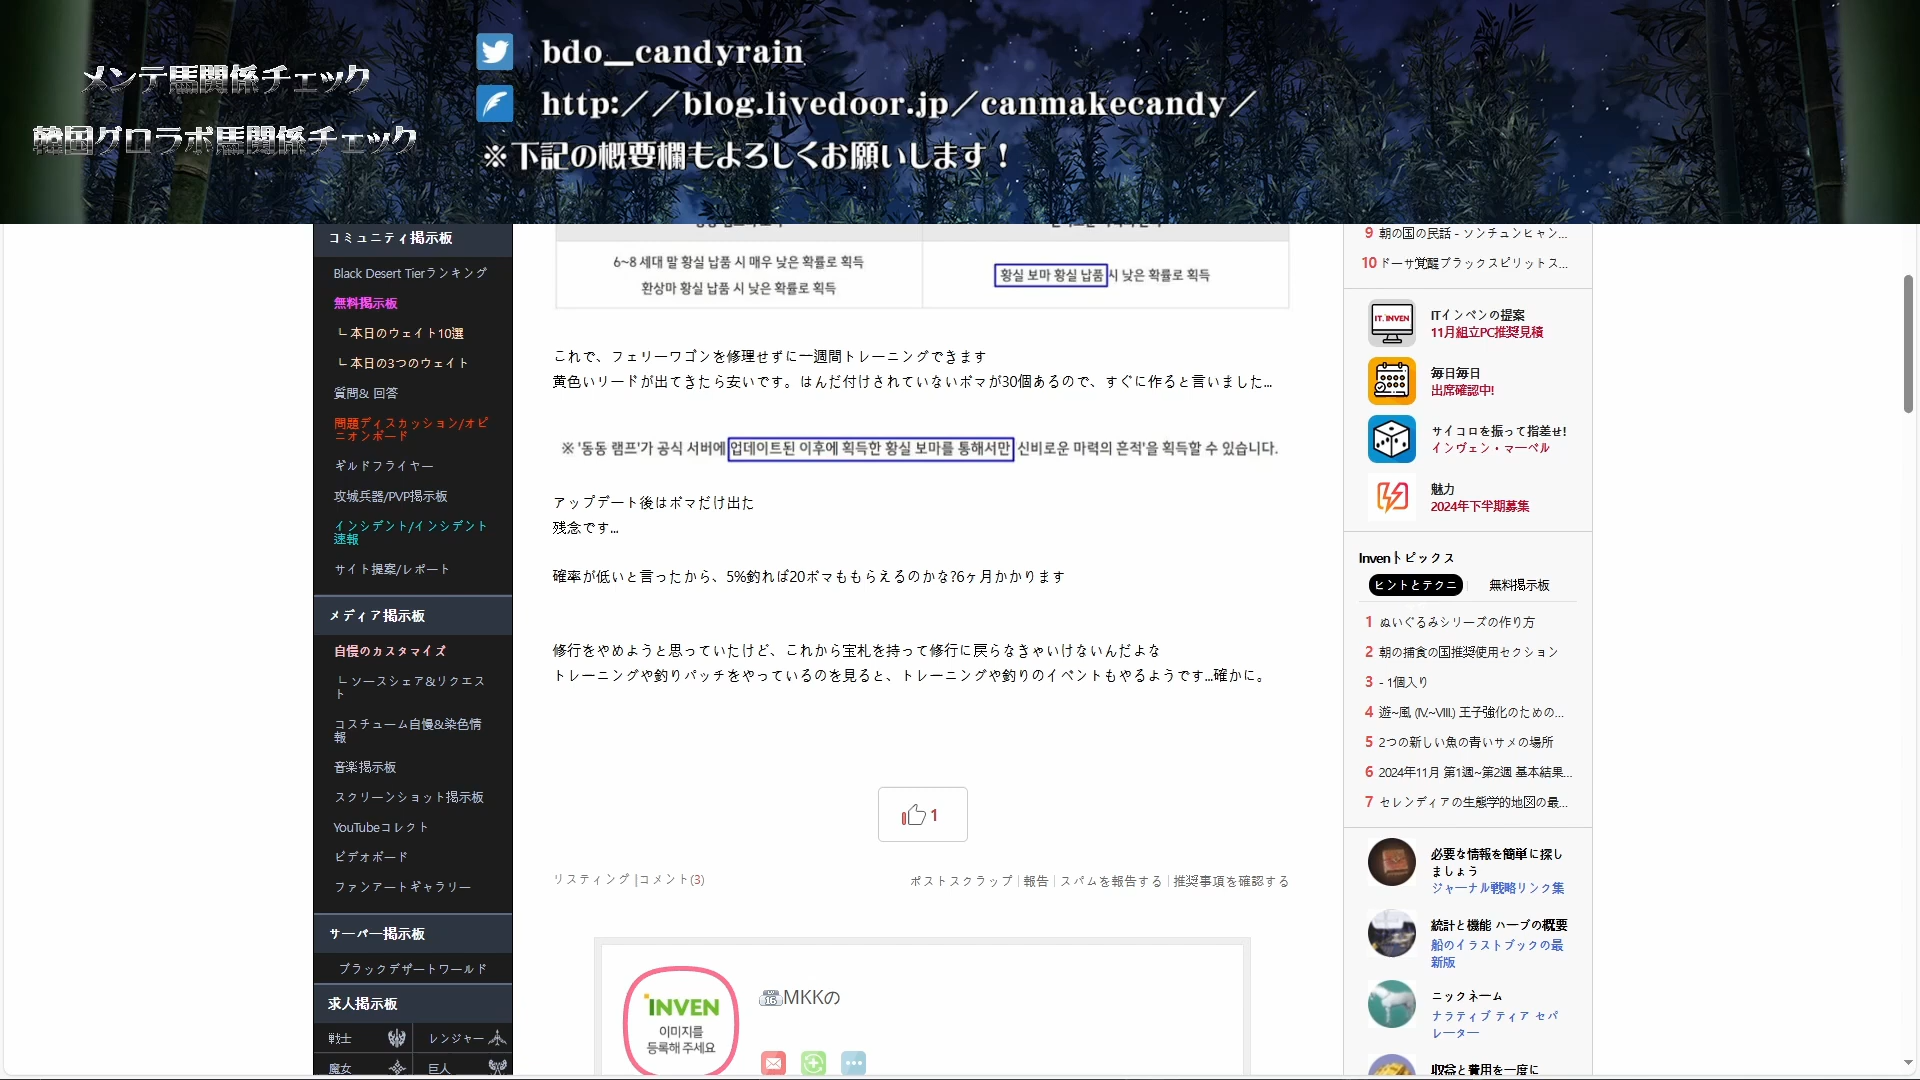 メンテ馬関係チェック
韓国グロラボ馬関係チェック
bdo__candyrain
http://blog.livedoor.jp/canmakecandy/
※下記の概要欄もよろしくお願いします!
コミュニティ掲示板
Black Desert Tierランキング
無料掲示板
└ 本日のウェイト10選
└ 本日の3つのウェイト
質問& 回答
問題ディスカッション/オピ
ニオンボード
ギルドフライヤー
攻城兵器/PVP掲示板
インシデント/インシデント
速報
サイト提案/レポート
メディア掲示板
自慢のカスタマイズ
└ ソースシェア&リクエス
ト
コスチューム自慢&染色情
報
音楽掲示板
スクリーンショット掲示板
YouTubeコレクト
ビデオボード
ファンアートギャラリー
サーバー掲示板
ブラックデザートワールド
求人掲示板
戦士
レンジャー
魔女
巨人
6~8 세대 말 황실 납품 시 매우 낮은 확률로 획득
환상마 황실 납품 시 낮은 확률로 획득
황실 보마 황실 납품 시 낮은 확률로 획득
これで、フェリーワゴンを修理せずに一週間トレーニングできます
黄色いリードが出てきたら安いです。はんだ付けされていないボマが30個あるので、すぐに作ると言いました...
※ '동동 램프'가 공식 서버에 업데이트된 이후에 획득한 황실 보마를 통해서만 신비로운 마력의 흔적'을 획득할 수 있습니다.
アップデート後はボマだけ出た
残念です...
確率が低いと言ったから、5%釣れば20ボマももらえるのかな?6ヶ月かかります
修行をやめようと思っていたけど、これから宝札を持って修行に戻らなきゃいけないんだよな
トレーニングや釣りパッチをやっているのを見ると、トレーニングや釣りのイベントもやるようです...確かに。
1
リスティング |コメント(3)
ポストスクラップ | 報告 | スパムを報告する | 推奨事項を確認する
INVEN
이미지를
등록해 주세요
16
MKKの
9 朝の国の民話 - ソンチュンヒャン...
10 ドーサ覚醒ブラックスピリットス...
IT. INVEN
ITインベンの提案
11月組立PC推奨見積
毎日毎日
出席確認中!
サイコロを振って指差せ!
インヴェン・マーベル
魅力
2024年下半期募集
Invenトピックス
ヒントとテクニ
無料掲示板
1 ぬいぐるみシリーズの作り方
2 朝の捕食の国推奨使用セクション
3 - 1個入り
4 遊~風 (IV.~VIII.) 王子強化のための...
5 2つの新しい魚の青いサメの場所
6 2024年11月 第1週~第2週 基本結果...
7 セレンディアの生態学的地図の最...
必要な情報を簡単に探し
ましょう
ジャーナル戦略リンク集
統計と機能 ハーブの概要
船のイラストブックの最
新版
ニックネーム
ナラティブ ティア セパ
レーター
収益と費用を一度に